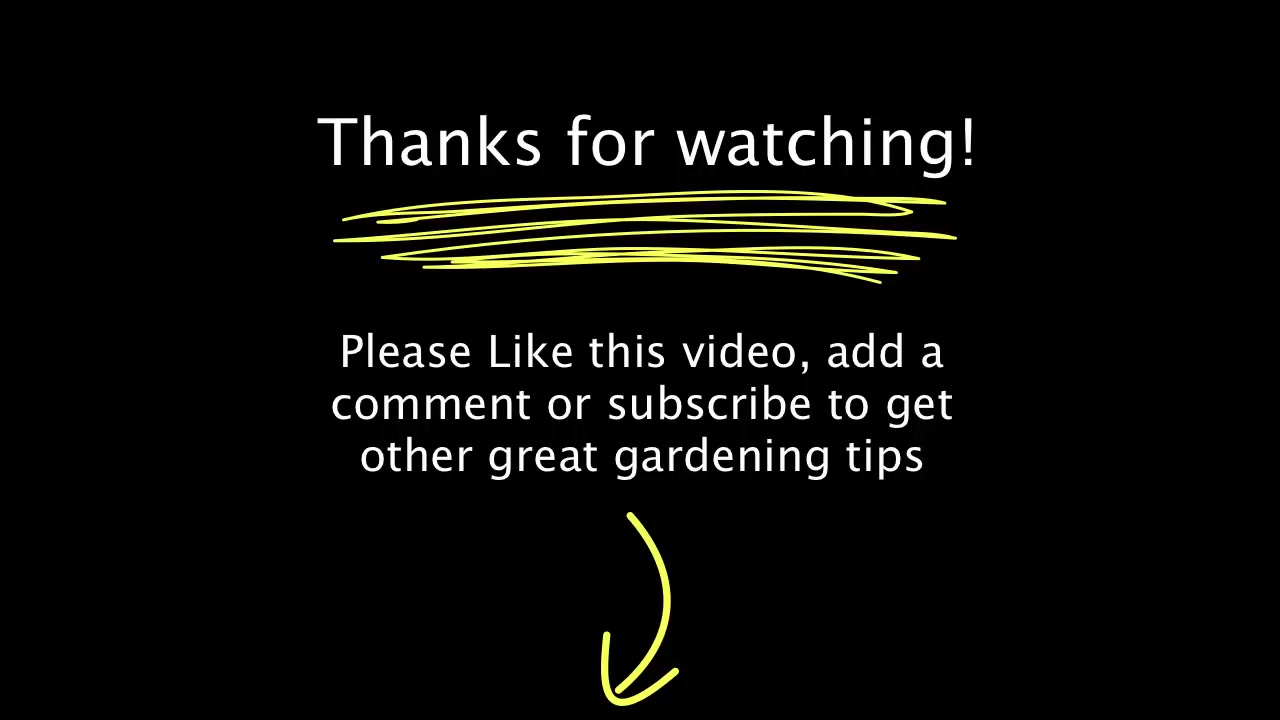 Thanks for watching!
Please Like this video, add a
comment or subscribe to get
other great gardening tips